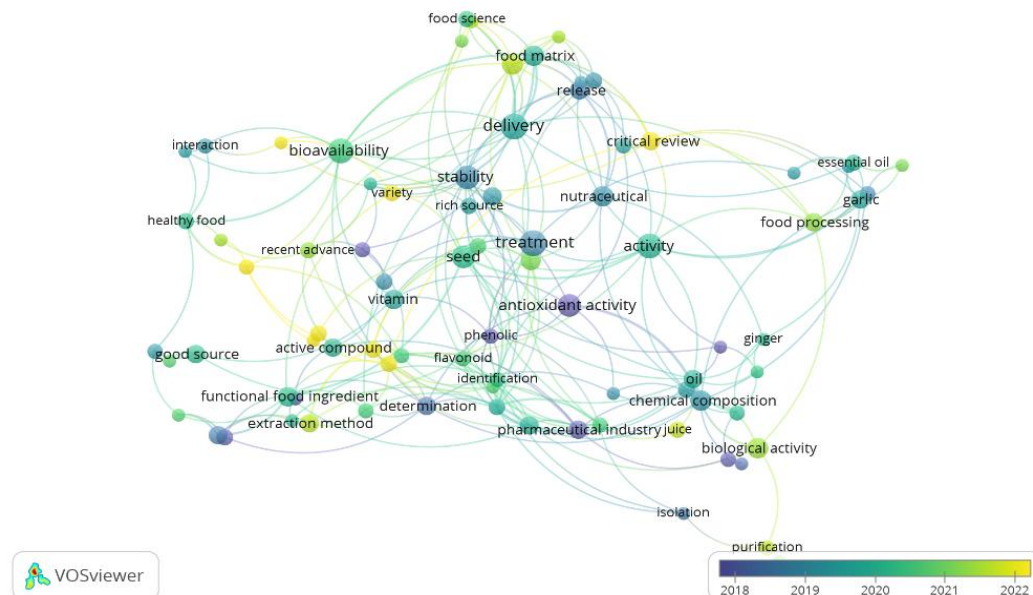 food science
food matrix
release
delivery
critical review
interaction
bioavailability
essential oil
stability
variety
nutraceutical
garlic
rich source
healthy food
food processing
treatment
activity
recent advance
seed
vitamin
antioxidant activity
phenolic
ginger
active compound
good source
flavonoid
identification
oil
functional food ingredient
chemical composition
determination
extraction method
pharmaceutical industry
juice
biological activity
isolation
purification
VOSviewer
2018 2019 2020 2021 2022